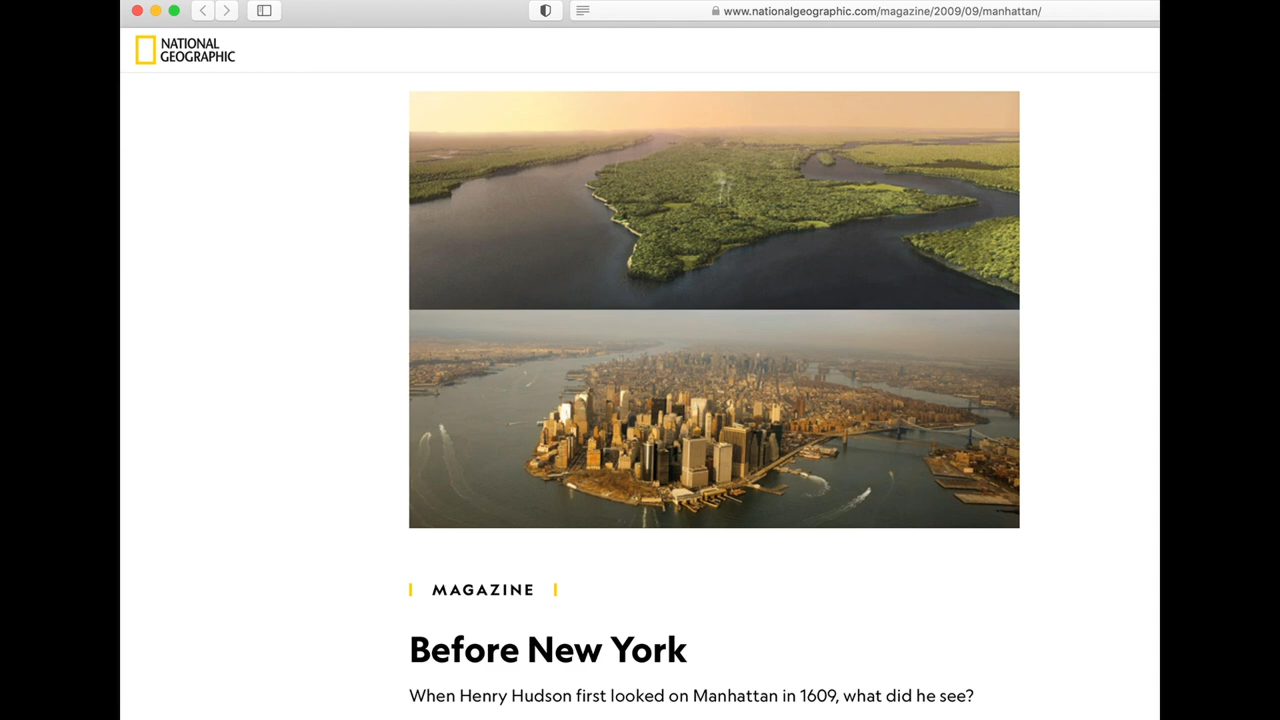 www.nationalgeographic.com/magazine/2009/09/manhattan/
NATIONAL
GEOGRAPHIC
MAGAZINE
Before New York
When Henry Hudson first looked on Manhattan in 1609, what did he see?